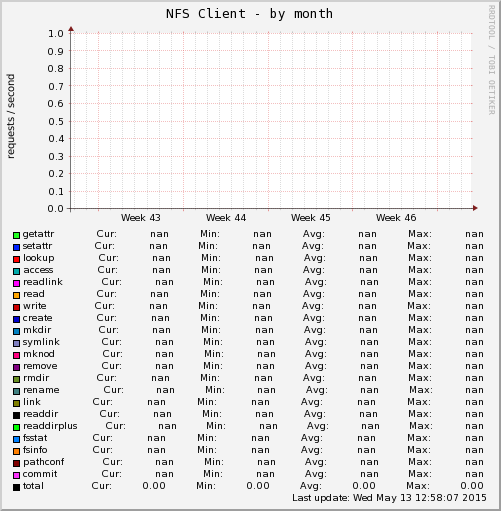 NFS Client - by month
RRDTOOL / TOBI OETIKER
requests / second
1.0
0.9
0.8
0.7
0.6
0.5
0.4
0.3
0.2
0.1
0.0
Week 43 Week 44 Week 45 Week 46
getattr Cur: nan Min: nan Avg: nan Max: nan
setattr Cur: nan Min: nan Avg: nan Max: nan
lookup Cur: nan Min: nan Avg: nan Max: nan
access Cur: nan Min: nan Avg: nan Max: nan
readlink Cur: nan Min: nan Avg: nan Max: nan
read Cur: nan Min: nan Avg: nan Max: nan
write Cur: nan Min: nan Avg: nan Max: nan
create Cur: nan Min: nan Avg: nan Max: nan
mkdir Cur: nan Min: nan Avg: nan Max: nan
symlink Cur: nan Min: nan Avg: nan Max: nan
mknod Cur: nan Min: nan Avg: nan Max: nan
remove Cur: nan Min: nan Avg: nan Max: nan
rmdir Cur: nan Min: nan Avg: nan Max: nan
rename Cur: nan Min: nan Avg: nan Max: nan
link Cur: nan Min: nan Avg: nan Max: nan
readdir Cur: nan Min: nan Avg: nan Max: nan
readdirplus Cur: nan Min: nan Avg: nan Max: nan
fsstat Cur: nan Min: nan Avg: nan Max: nan
fsinfo Cur: nan Min: nan Avg: nan Max: nan
pathconf Cur: nan Min: nan Avg: nan Max: nan
commit Cur: nan Min: nan Avg: nan Max: nan
total Cur: 0.00 Min: 0.00 Avg: 0.00 Max: 0.00
Last update: Wed May 13 12:58:07 2015